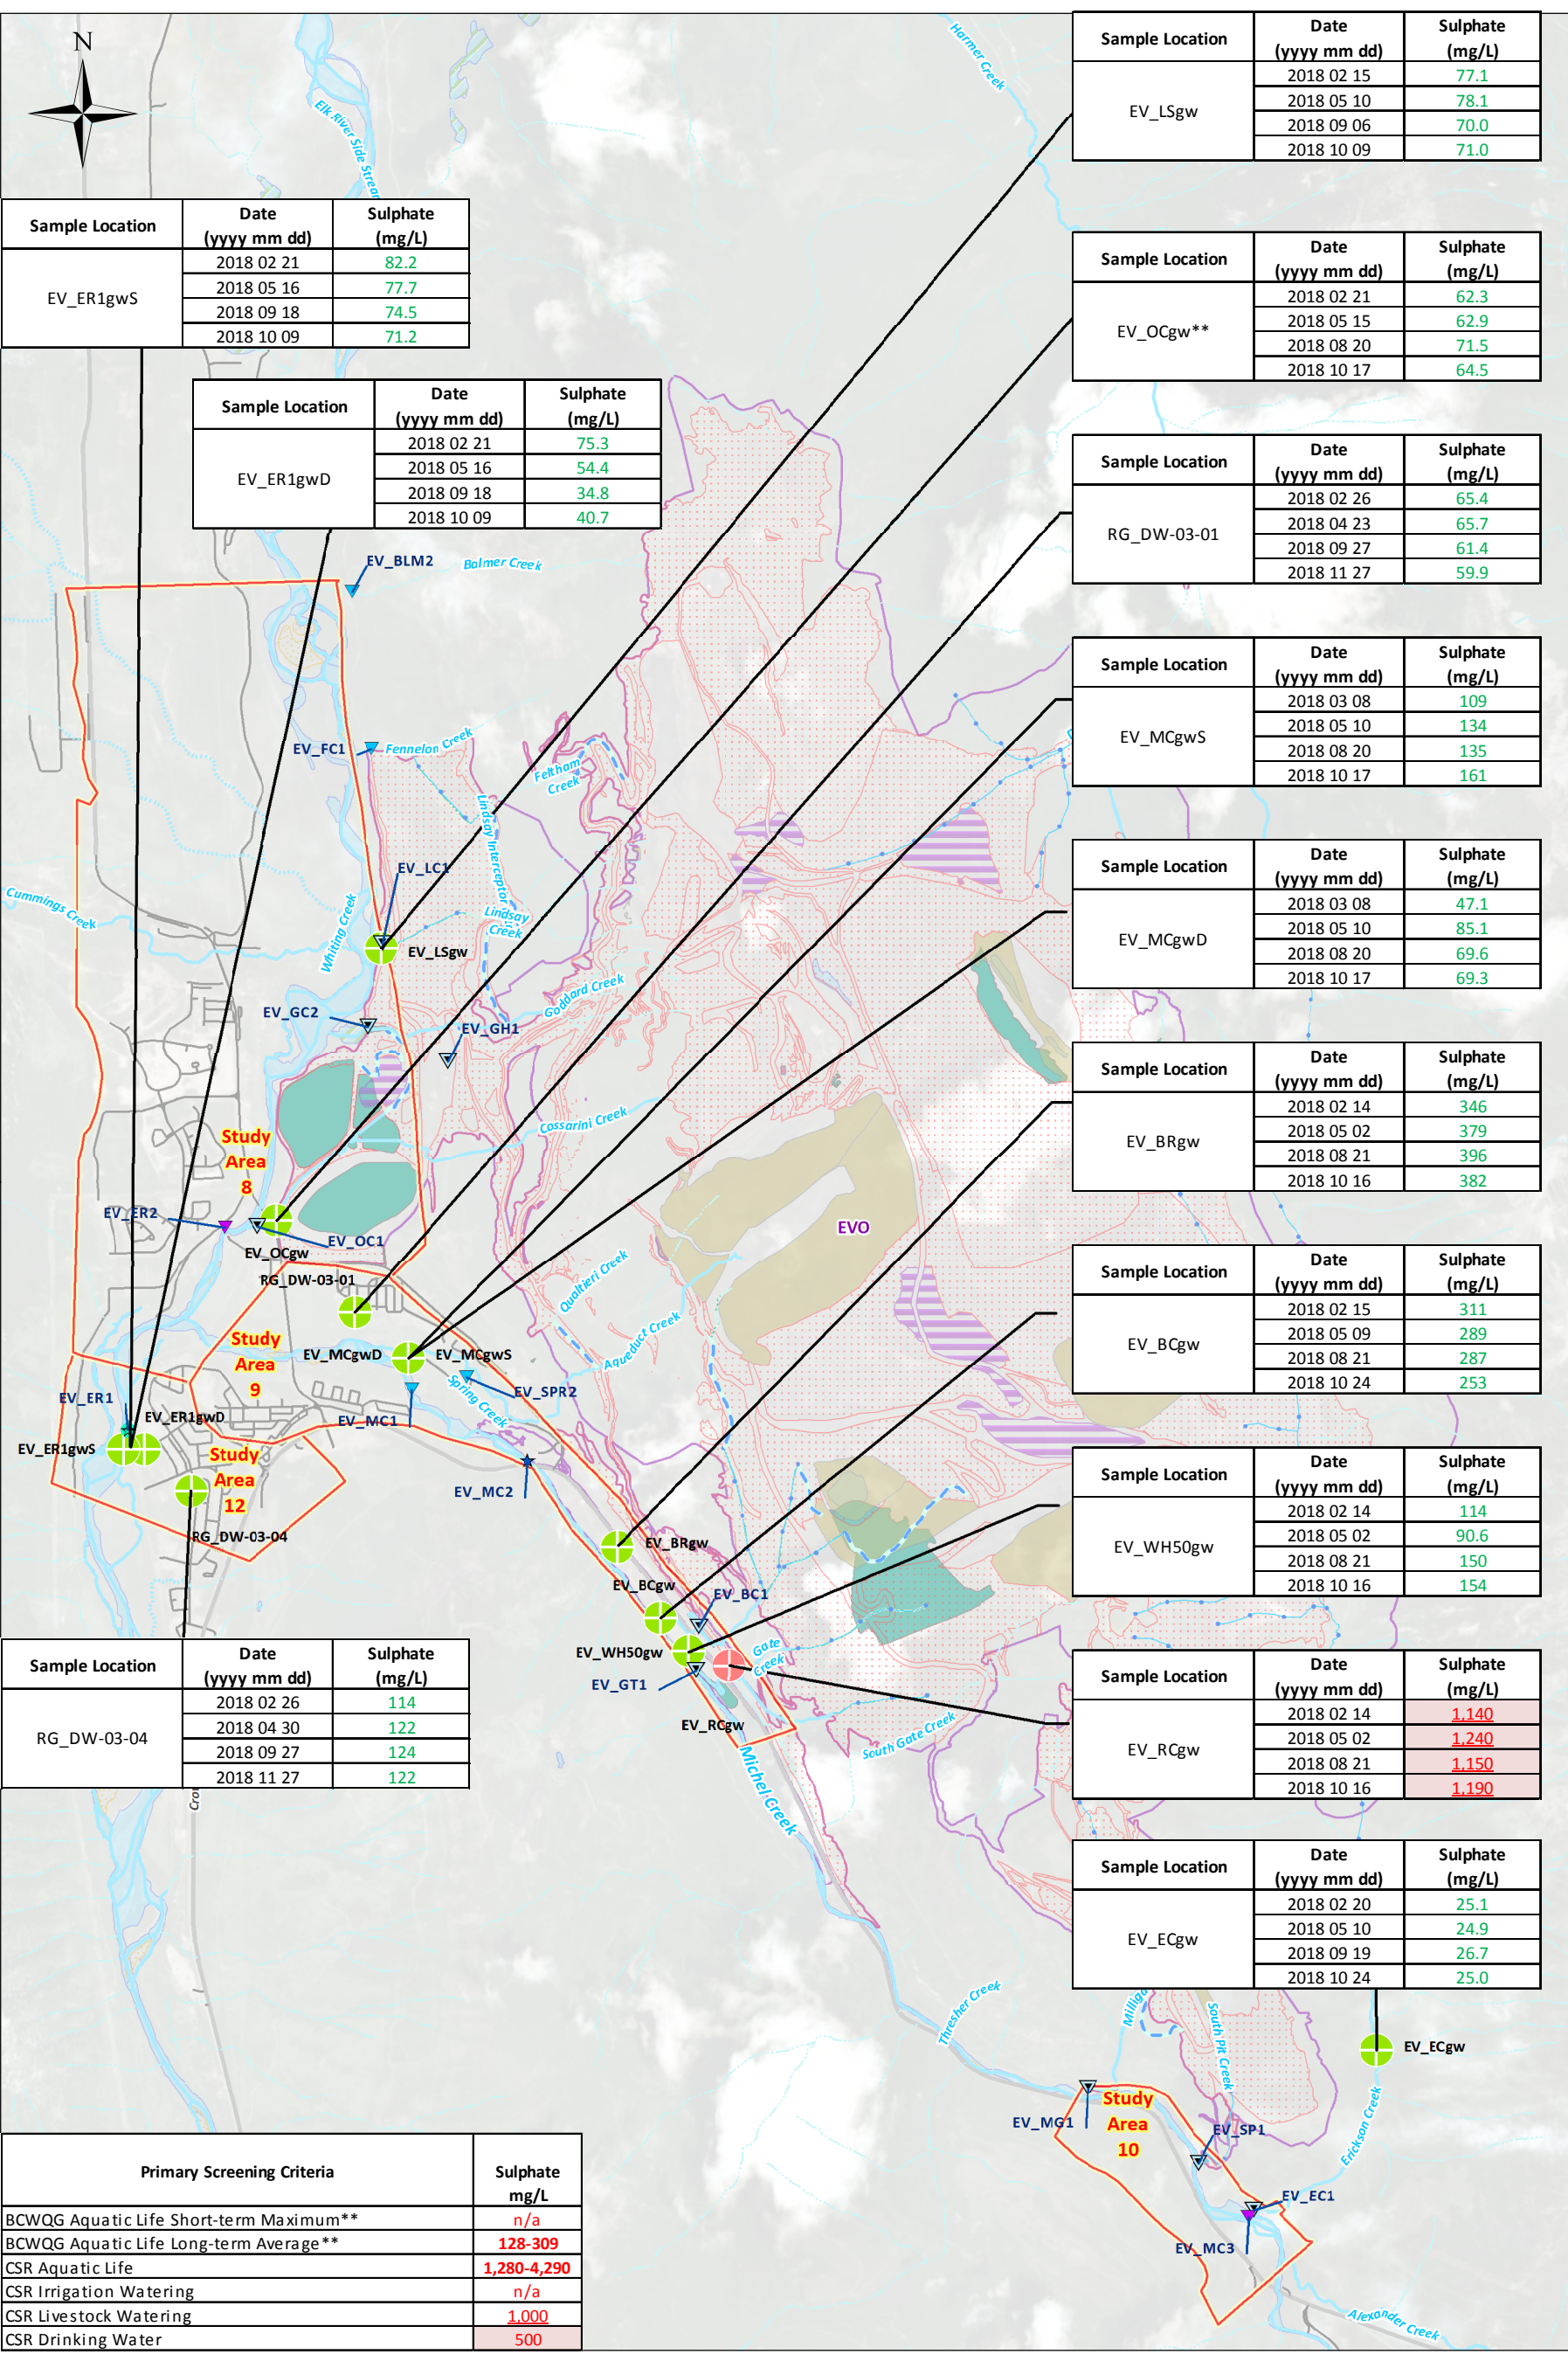 N
Harmer Creek
Elk River Side Strea
Sample Location Date (yyyy mm dd) Sulphate (mg/L)
EV_LSgw
2018 02 15 77.1
2018 05 10 78.1
2018 09 06 70.0
2018 10 09 71.0
Sample Location Date (yyyy mm dd) Sulphate (mg/L)
EV_ER1gwS
2018 02 21 82.2
2018 05 16 77.7
2018 09 18 74.5
2018 10 09 71.2
Sample Location Date (yyyy mm dd) Sulphate (mg/L)
EV_OCgw**
2018 02 21 62.3
2018 05 15 62.9
2018 08 20 71.5
2018 10 17 64.5
Sample Location Date (yyyy mm dd) Sulphate (mg/L)
EV_ER1gwD
2018 02 21 75.3
2018 05 16 54.4
2018 09 18 34.8
2018 10 09 40.7
Sample Location Date (yyyy mm dd) Sulphate (mg/L)
RG_DW-03-01
2018 02 26 65.4
2018 04 23 65.7
2018 09 27 61.4
2018 11 27 59.9
Sample Location Date (yyyy mm dd) Sulphate (mg/L)
EV_MCgwS
2018 03 08 109
2018 05 10 134
2018 08 20 135
2018 10 17 161
Sample Location Date (yyyy mm dd) Sulphate (mg/L)
EV_MCgwD
2018 03 08 47.1
2018 05 10 85.1
2018 08 20 69.6
2018 10 17 69.3
Sample Location Date (yyyy mm dd) Sulphate (mg/L)
EV_BRgw
2018 02 14 346
2018 05 02 379
2018 08 21 396
2018 10 16 382
Sample Location Date (yyyy mm dd) Sulphate (mg/L)
EV_BCgw
2018 02 15 311
2018 05 09 289
2018 08 21 287
2018 10 24 253
Sample Location Date (yyyy mm dd) Sulphate (mg/L)
EV_WH50gw
2018 02 14 114
2018 05 02 90.6
2018 08 21 150
2018 10 16 154
Sample Location Date (yyyy mm dd) Sulphate (mg/L)
EV_RCgw
2018 02 14 1,140
2018 05 02 1,240
2018 08 21 1,150
2018 10 16 1,190
Sample Location Date (yyyy mm dd) Sulphate (mg/L)
EV_ECgw
2018 02 20 25.1
2018 05 10 24.9
2018 09 19 26.7
2018 10 24 25.0
Sample Location Date (yyyy mm dd) Sulphate (mg/L)
RG_DW-03-04
2018 02 26 114
2018 04 30 122
2018 09 27 124
2018 11 27 122
EV_BLM2
Balmer Creek
EV_FC1
Fennelon Creek
Feltham
Creek
Lindsay Interceptor
EV_LC1
Lindsay
Creek
Cummings Creek
Whiting Creek
EV_LSgw
EV_GC2
Goddard Creek
EV_GH1
Cossarini Creek
Study
Area
8
EV_ER2
EV_OC1
EV_OCgw
EVO
RG_DW-03-01
Qualtieri Creek
Aqueduct Creek
Study
Area
9
EV_MCgwD
EV_MCgwS
EV_SPR2
Spring Creek
EV_MC1
EV_ER1
EV_ER1gwD
EV_ER1gwS
Study
Area
12
EV_MC2
RG_DW-03-04
EV_BRgw
EV_BCgw
EV_BC1
EV_WH50gw
Gate
Creek
EV_GT1
EV_RCgw
South Gate Creek
Michel Creek
Cro
Thresher Creek
Milliga
South Pit Creek
EV_ECgw
EV_MG1
Study
Area
10
EV_SP1
Erickson Creek
EV_EC1
EV_MC3
Alexander Creek
Primary Screening Criteria Sulphate mg/L
BCWQG Aquatic Life Short-term Maximum** n/a
BCWQG Aquatic Life Long-term Average** 128-309
CSR Aquatic Life 1,280-4,290
CSR Irrigation Watering n/a
CSR Livestock Watering 1,000
CSR Drinking Water 500